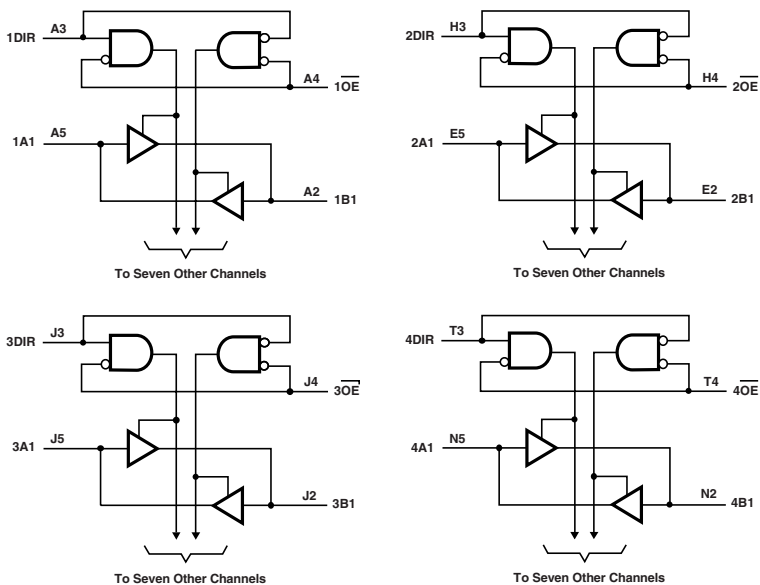 1DIR A3
A4 1OE
1A1 A5
A2 1B1
To Seven Other Channels
2DIR H3
H4 2OE
2A1 E5
E2 2B1
To Seven Other Channels
3DIR J3
J4 3OE
3A1 J5
J2 3B1
To Seven Other Channels
4DIR T3
T4 4OE
4A1 N5
N2 4B1
To Seven Other Channels